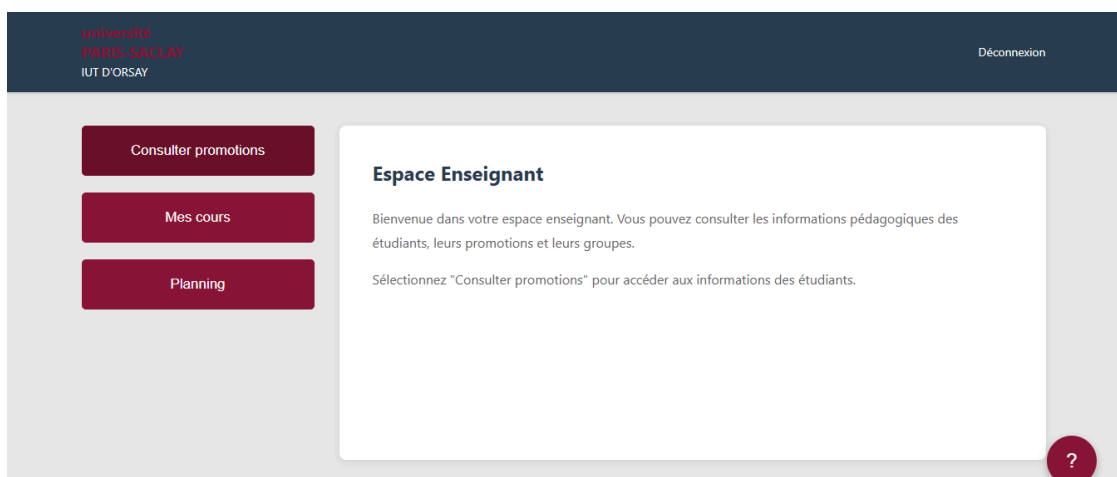 université
PARIS-SACLAY
IUT D'ORSAY
Déconnexion
Consulter promotions
Mes cours
Planning
Espace Enseignant
Bienvenue dans votre espace enseignant. Vous pouvez consulter les informations pédagogiques des
étudiants, leurs promotions et leurs groupes.
Sélectionnez "Consulter promotions" pour accéder aux informations des étudiants.
?